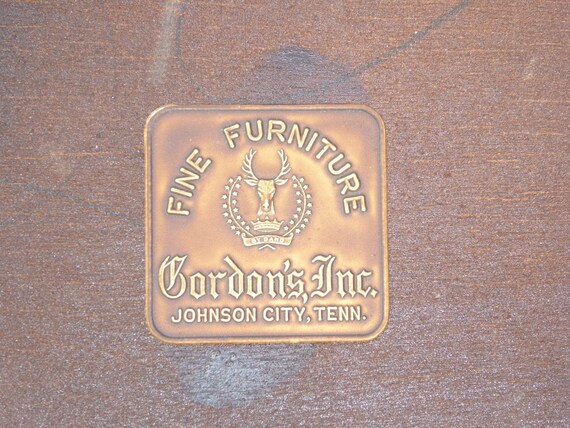 FINE FURNITURE
Gordon's, Inc.
JOHNSON CITY, TENN.